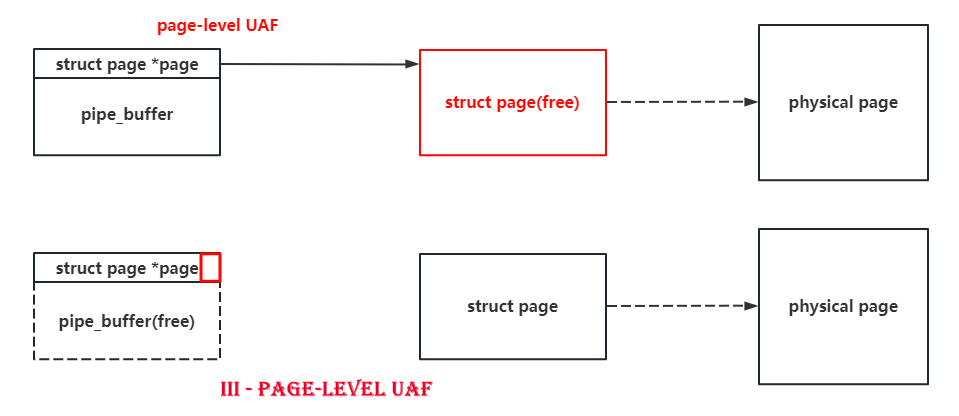 page-level UAF
struct page *page
pipe_buffer
struct page(free)
physical page
struct page *page
pipe_buffer(free)
struct page
physical page
III - PAGE-LEVEL UAF